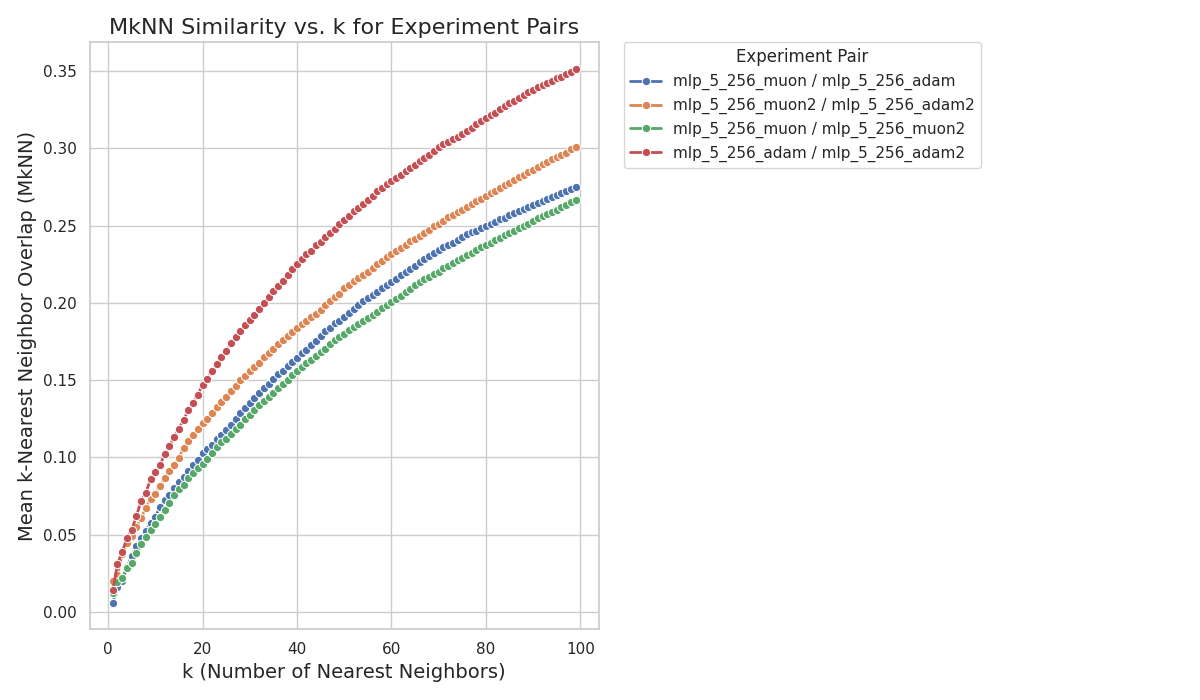 MkNN Similarity vs. k for Experiment Pairs
Mean k-Nearest Neighbor Overlap (MkNN)
0.35
0.30
0.25
0.20
0.15
0.10
0.05
0.00
0 20 40 60 80 100
k (Number of Nearest Neighbors)
Experiment Pair
mlp_5_256_muon / mlp_5_256_adam
mlp_5_256_muon2 / mlp_5_256_adam2
mlp_5_256_muon / mlp_5_256_muon2
mlp_5_256_adam / mlp_5_256_adam2